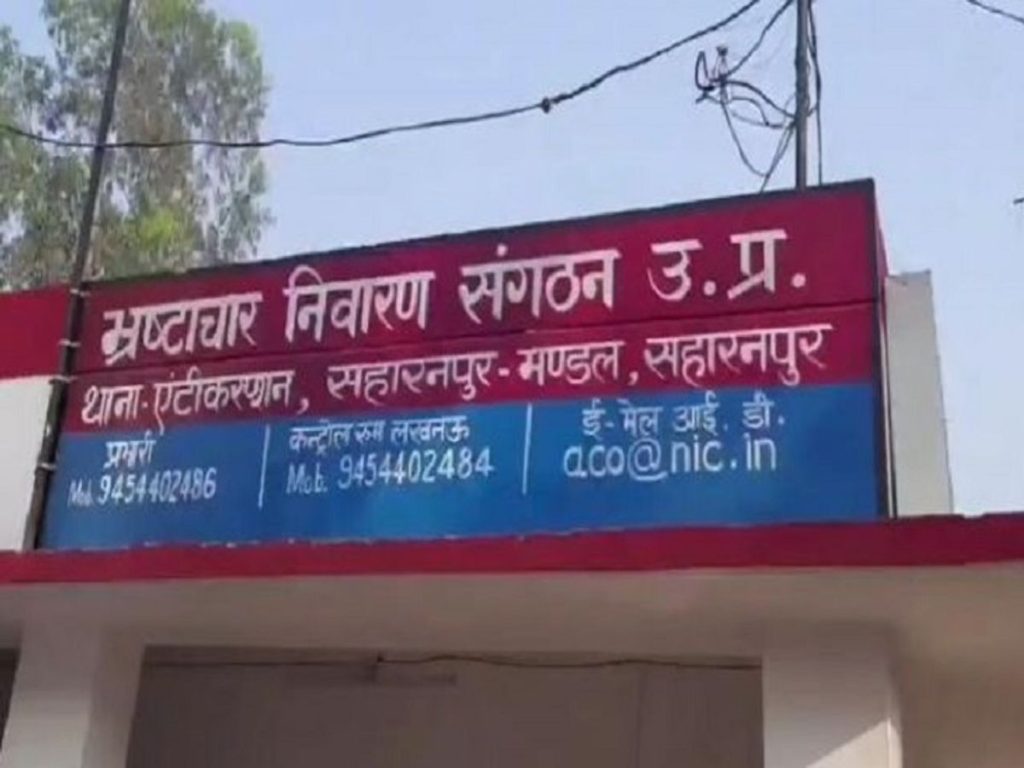 भ्रष्टाचार निवारण संगठन उ.प्र.
थाना-एंटीकरप्शन, सहारनपुर-मण्डल, सहारनपुर
प्रभारी
Mob. 9454402486
कन्ट्रोल रुम लखनऊ
Mob. 9454402484
ई-मेल आई. डी.
aco@nic.in